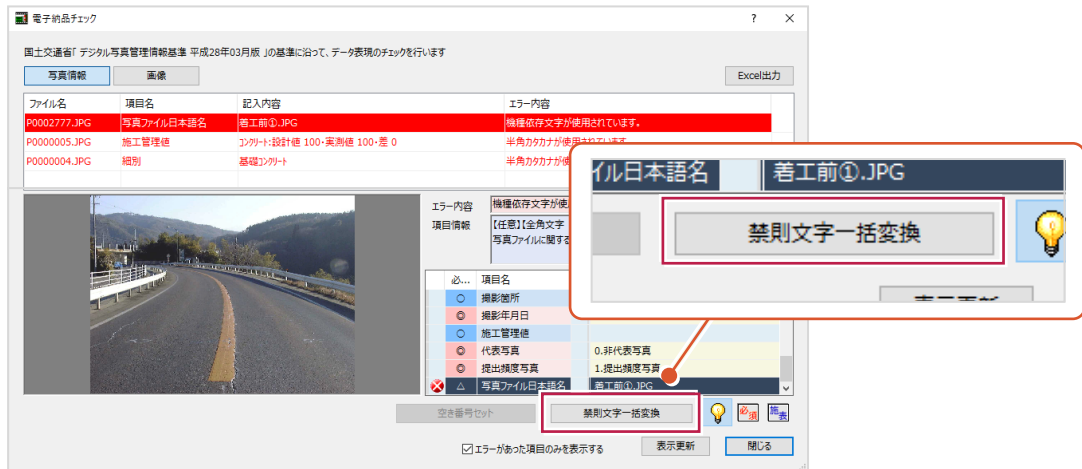 電子納品チェック
国土交通省「 デジタル写真管理情報基準 平成28年03月版 」の基準に沿って、データ表現のチェックを行います
写真情報 画像 Excel出力
ファイル名 項目名 記入内容 エラー内容
P0002777.JPG 写真ファイル日本語名 着工前①.JPG 機種依存文字が使用されています。
P0000005.JPG 施工管理値 ｺﾝｸﾘｰﾄ:設計値 100・実測値 100・差 0 半角カタカナが使用されています。
P0000004.JPG 細別 基礎ｺﾝｸﾘｰﾄ 半角カタカナが使
イル日本語名 着工前①.JPG
禁則文字一括変換
エラー内容 機種依存文字が使
項目情報 【任意】【全角文字
写真ファイルに関する
必... 項目名
○ 撮影箇所
◎ 撮影年月日
○ 施工管理値
◎ 代表写真 0.非代表写真
◎ 提出頻度写真 1.提出頻度写真
△ 写真ファイル日本語名 着工前①.JPG
空き番号セット 禁則文字一括変換 必須 施表
エラーがあった項目のみを表示する 表示更新 閉じる